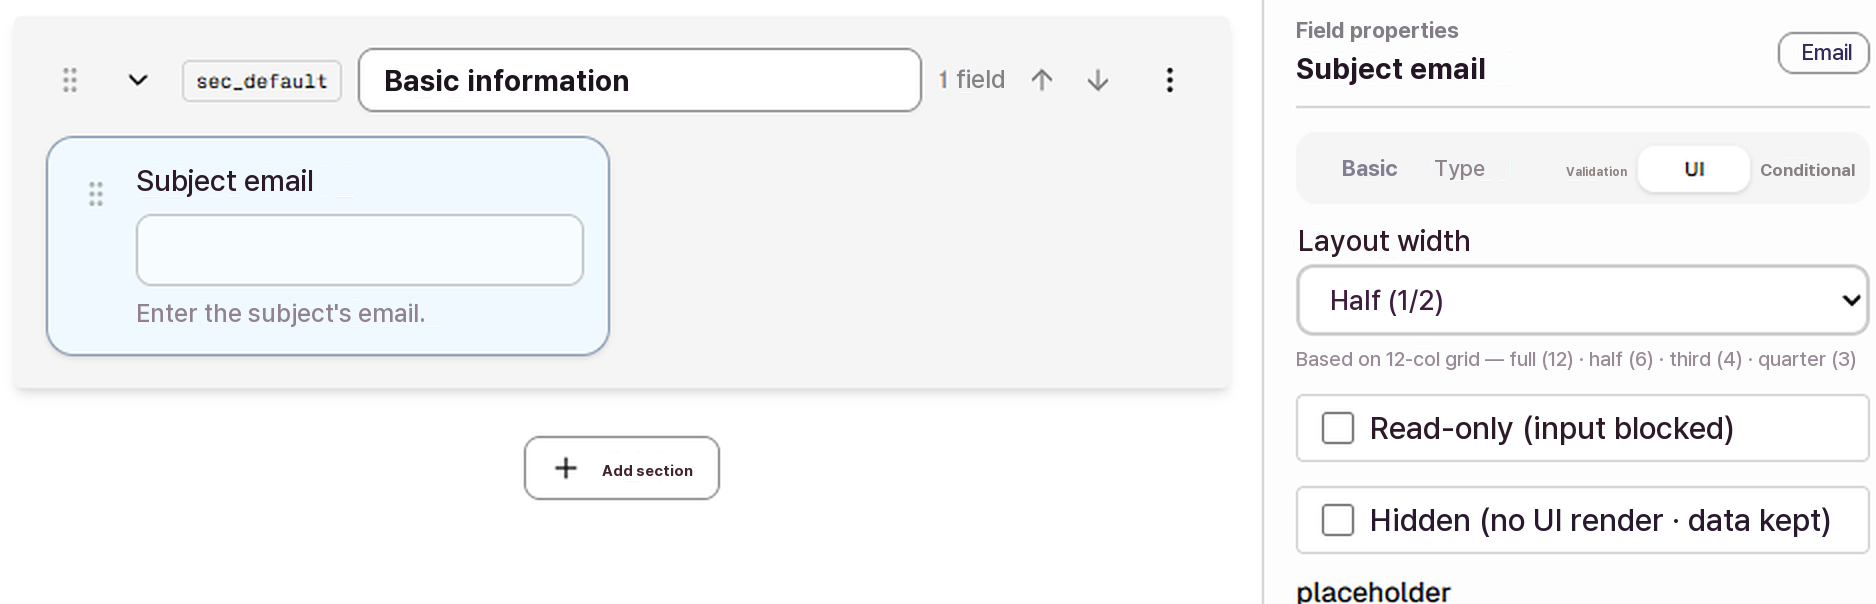 sec_default
Basic information
1 field
Subject email
Enter the subject's email.
Add section
Field properties
Subject email
Email
Basic Type Validation UI Conditional
Layout width
Half (1/2)
Based on 12-col grid — full (12) · half (6) · third (4) · quarter (3)
Read-only (input blocked)
Hidden (no UI render · data kept)
placeholder